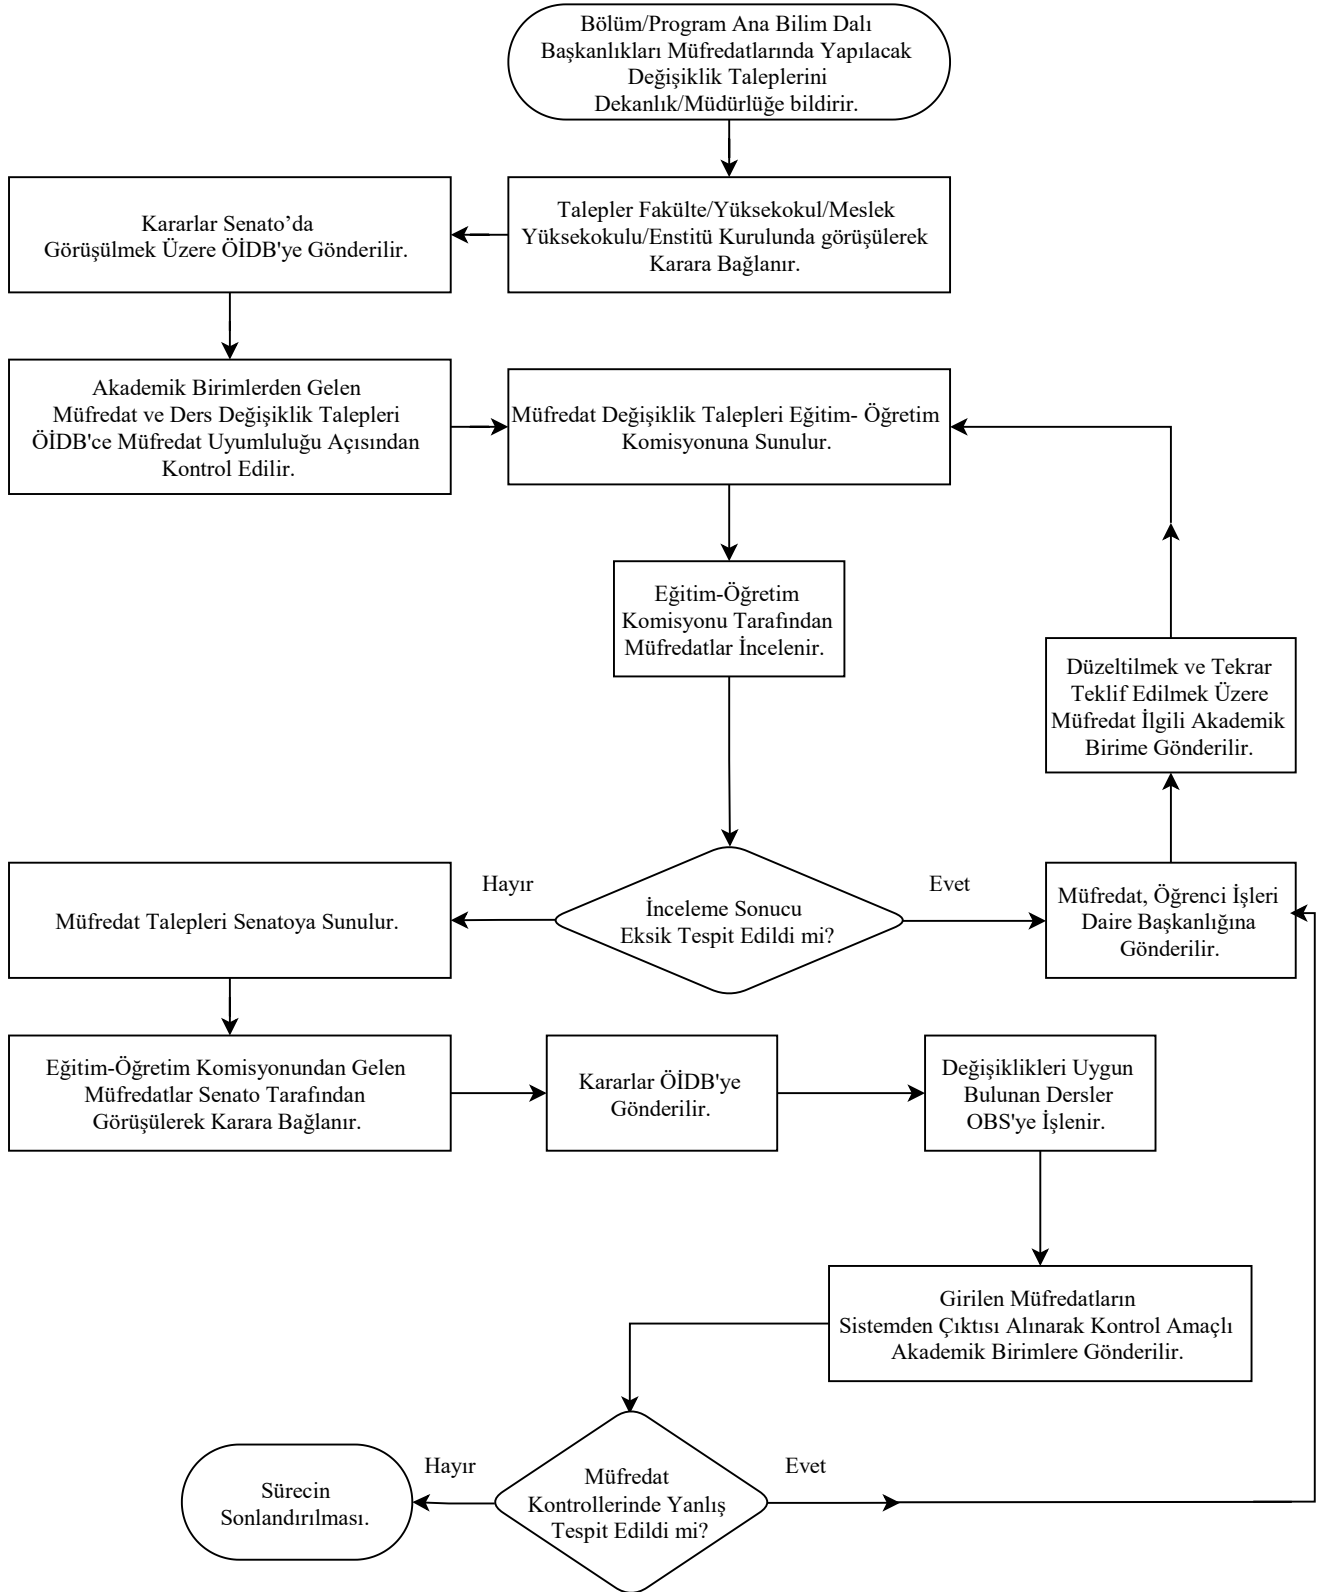 Bölüm/Program Ana Bilim Dalı
Başkanlıkları Müfredatlarında Yapılacak
Değişiklik Taleplerini
Dekanlık/Müdürlüğe bildirir.
Talepler Fakülte/Yüksekokul/Meslek
Yüksekokulu/Enstitü Kurulunda görüşülerek
Karara Bağlanır.
Kararlar Senato’da
Görüşülmek Üzere ÖİDB'ye Gönderilir.
Akademik Birimlerden Gelen
Müfredat ve Ders Değişiklik Talepleri
ÖİDB'ce Müfredat Uyumluluğu Açısından
Kontrol Edilir.
Müfredat Değişiklik Talepleri Eğitim- Öğretim
Komisyonuna Sunulur.
Eğitim-Öğretim
Komisyonu Tarafından
Müfredatlar İncelenir.
Düzeltilmek ve Tekrar
Teklif Edilmek Üzere
Müfredat İlgili Akademik
Birime Gönderilir.
İnceleme Sonucu
Eksik Tespit Edildi mi?
Hayır
Evet
Müfredat Talepleri Senatoya Sunulur.
Müfredat, Öğrenci İşleri
Daire Başkanlığına
Gönderilir.
Eğitim-Öğretim Komisyonundan Gelen
Müfredatlar Senato Tarafından
Görüşülerek Karara Bağlanır.
Kararlar ÖİDB'ye
Gönderilir.
Değişiklikleri Uygun
Bulunan Dersler
OBS'ye İşlenir.
Girilen Müfredatların
Sistemden Çıktısı Alınarak Kontrol Amaçlı
Akademik Birimlere Gönderilir.
Müfredat
Kontrollerinde Yanlış
Tespit Edildi mi?
Hayır
Evet
Sürecin
Sonlandırılması.